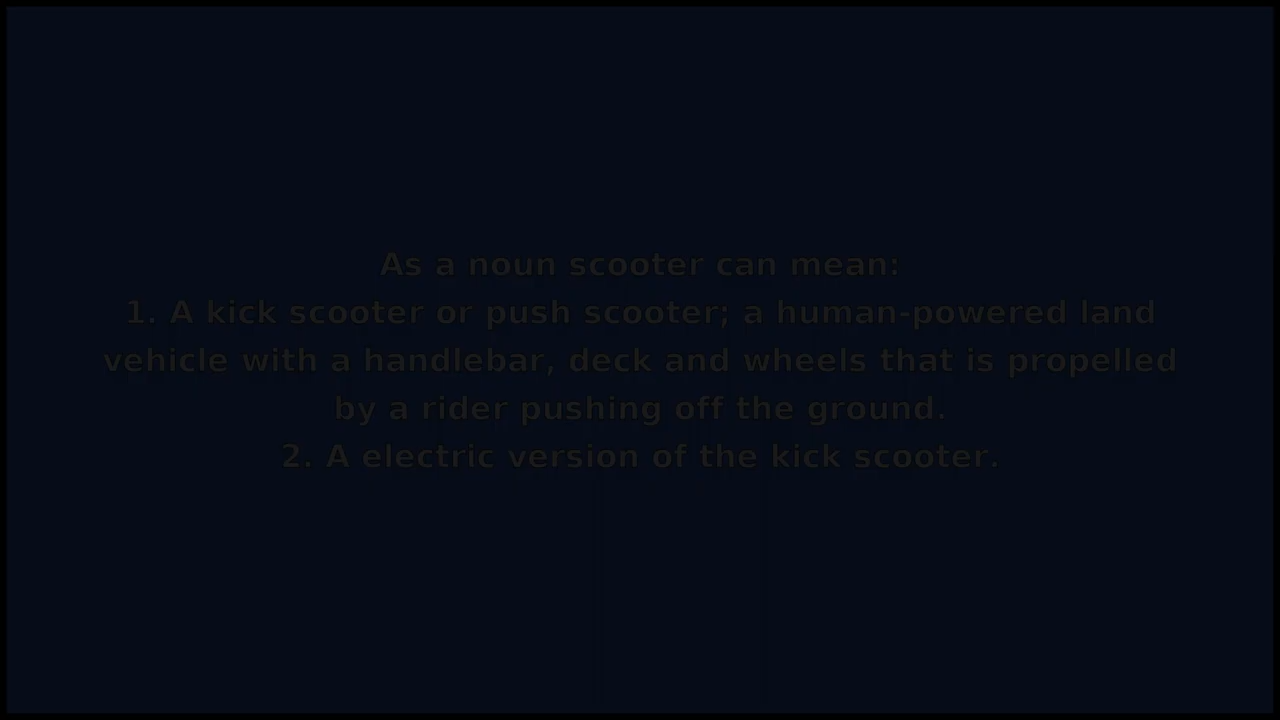 As a noun scooter can mean:
1. A kick scooter or push scooter; a human-powered land
vehicle with a handlebar, deck and wheels that is propelled
by a rider pushing off the ground.
2. A electric version of the kick scooter.